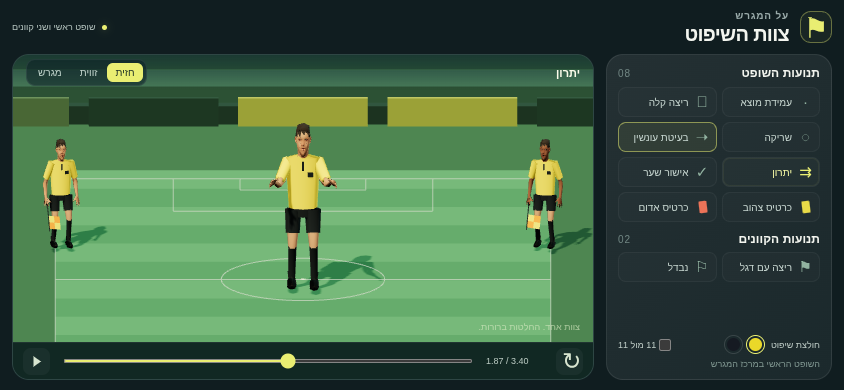 על המגרש
צוות השיפוט
שופט ראשי ושני קוונים
תנועות השופט
08
עמידת מוצא
ריצה קלה
שריקה
בעיטת עונשין
יתרון
אישור שער
כרטיס צהוב
כרטיס אדום
תנועות הקוונים
02
ריצה עם דגל
נבדל
חולצת שיפוט
11 מול 11
השופט הראשי במרכז המגרש
יתרון
חזית
זווית
מגרש
צוות אחד. החלטות ברורות.
1.87 / 3.40